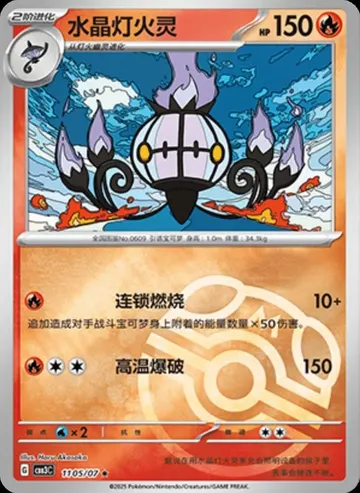 2阶进化
水晶灯火灵
HP 150
从灯火幽灵进化
全国图鉴No.0609 引诱宝可梦 身高：1.0m 体重：34.3kg
连锁燃烧 10+
追加造成对手战斗宝可梦身上附着的能量数量×50伤害。
高温爆破 150
弱点 ×2 抗性 撤退
Illus. Haru Akasaka
G CBB3C 1105/07 ★
©2025 Pokémon/Nintendo/Creatures/GAME FREAK.